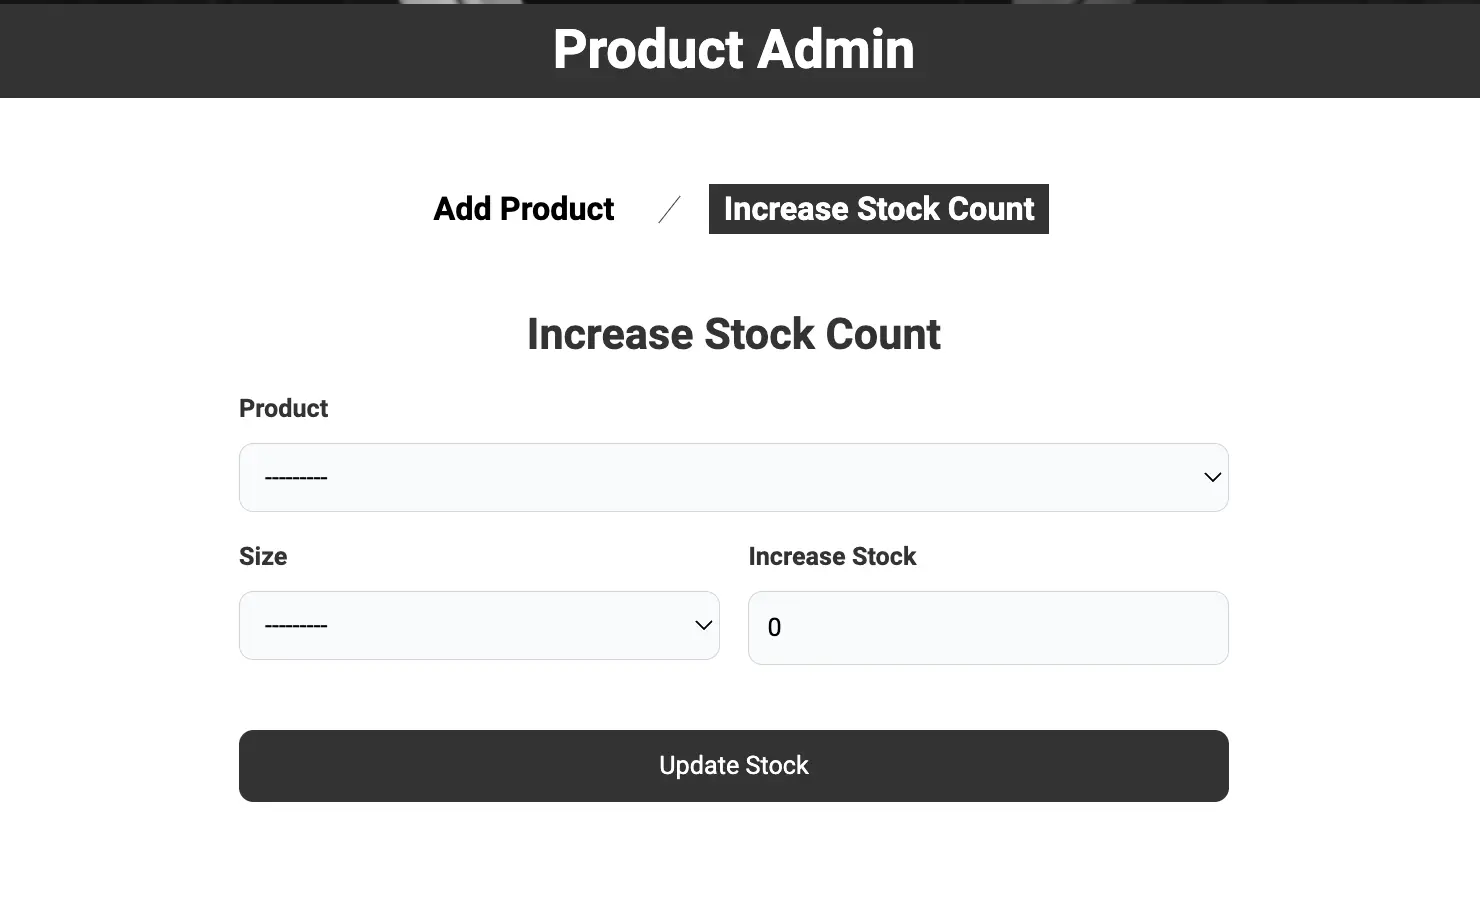 Product Admin
Add Product / Increase Stock Count
Increase Stock Count
Product
---------
Size Increase Stock
--------- 0
Update Stock